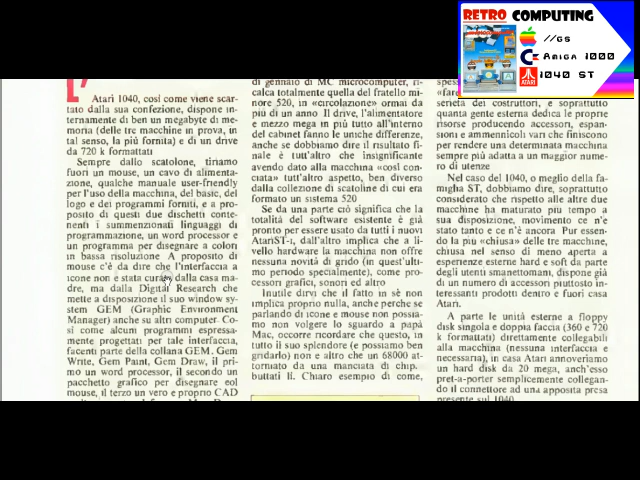 RETRO COMPUTING
//GS
AMIGA 1000
ATARI
1040 ST
L'
Atari 1040, così come viene scar-
tato dalla sua confezione, dispone in-
ternamente di ben un megabyte di me-
moria (delle tre macchine in prova, in
tal senso, la più fornita) e di un drive
da 720 k formattati
Sempre dallo scatolone, tiriamo
fuori un mouse, un cavo di alimenta-
zione, qualche manuale user-friendly
per l'uso della macchina, del basic, del
logo e dei programmi forniti, e a pro-
posito di questi due dischetti conte-
nenti i summenzionati linguaggi di
programmazione, un word processor e
un programma per disegnare a colori
in bassa risoluzione A proposito di
mouse c'è da dire che l'interfaccia a
icone non è stata curata dalla casa ma-
dre, ma dalla Digital Research che
mette a disposizione il suo window sy-
stem GEM (Graphic Environment
Manager) anche su altri computer. Co-
sì come alcuni programmi espressa-
mente progettati per tale interfaccia,
facenti parte della collana GEM. Gem
Write, Gem Paint, Gem Draw, il pri-
mo un word processor, il secondo un
pacchetto grafico per disegnare col
mouse, il terzo un vero e proprio CAD
di gennaio di MC microcomputer, ri-
calca totalmente quella del fratello mi-
nore 520, in «circolazione» ormai da
più di un anno Il drive, l'alimentatore
e mezzo mega in più tutto all'interno
del cabinet fanno le uniche differenze,
anche se dobbiamo dire il risultato fi-
nale è tutt'altro che insignificante
avendo dato alla macchina «così con-
ciata» tutt'altro aspetto, ben diverso
dalla collezione di scatoline di cui era
formato un sistema 520
Se da una parte ciò significa che la
totalità del software esistente è già
pronto per essere usato da tutti i nuovi
AtariST-isti, dall'altro implica che a li-
vello hardware la macchina non offre
nessuna novità di grido (in quest'ul-
timo periodo specialmente), come pro-
cessori grafici, sonori ed altro
Inutile dirvi che il fatto in sé non
implica proprio nulla, anche perché se
parlando di icone e mouse non possia-
mo non volgere lo sguardo a papà
Mac, occorre ricordare che questo, in
tutto il suo splendore (e possiamo ben
gridarlo) non è altro che un 68000 at-
tornato da una manciata di chip,
buttati lì. Chiaro esempio di come,
«fare
serietà dei costruttori, e soprattutto
quanta gente esterna dedica le proprie
risorse producendo accessori, espan-
sioni e ammennicoli vari che finiscono
per rendere una determinata macchina
sempre più adatta a un maggior nume-
ro di utenze
Nel caso del 1040, o meglio della fa-
miglia ST, dobbiamo dire, soprattutto
considerato che rispetto alle altre due
macchine ha maturato più tempo a
sua disposizione, movimento ce n'è
stato tanto e ce n'è ancora. Pur essen-
do la più «chiusa» delle tre macchine,
chiusa nel senso di meno aperta a
esperienze esterne hard e soft da parte
degli utenti smanettomani, dispone già
di un numero di accessori piuttosto in-
teressanti prodotti dentro e fuori casa
Atari.
A parte le unità esterne a floppy
disk singola e doppia faccia (360 e 720
k formattati) direttamente collegabili
alla macchina (nessuna interfaccia è
necessaria), in casa Atari annoveriamo
un hard disk da 20 mega, anch'esso
pret-a-porter semplicemente collegan-
do il connettore ad una apposita presa
presente sul 1040.